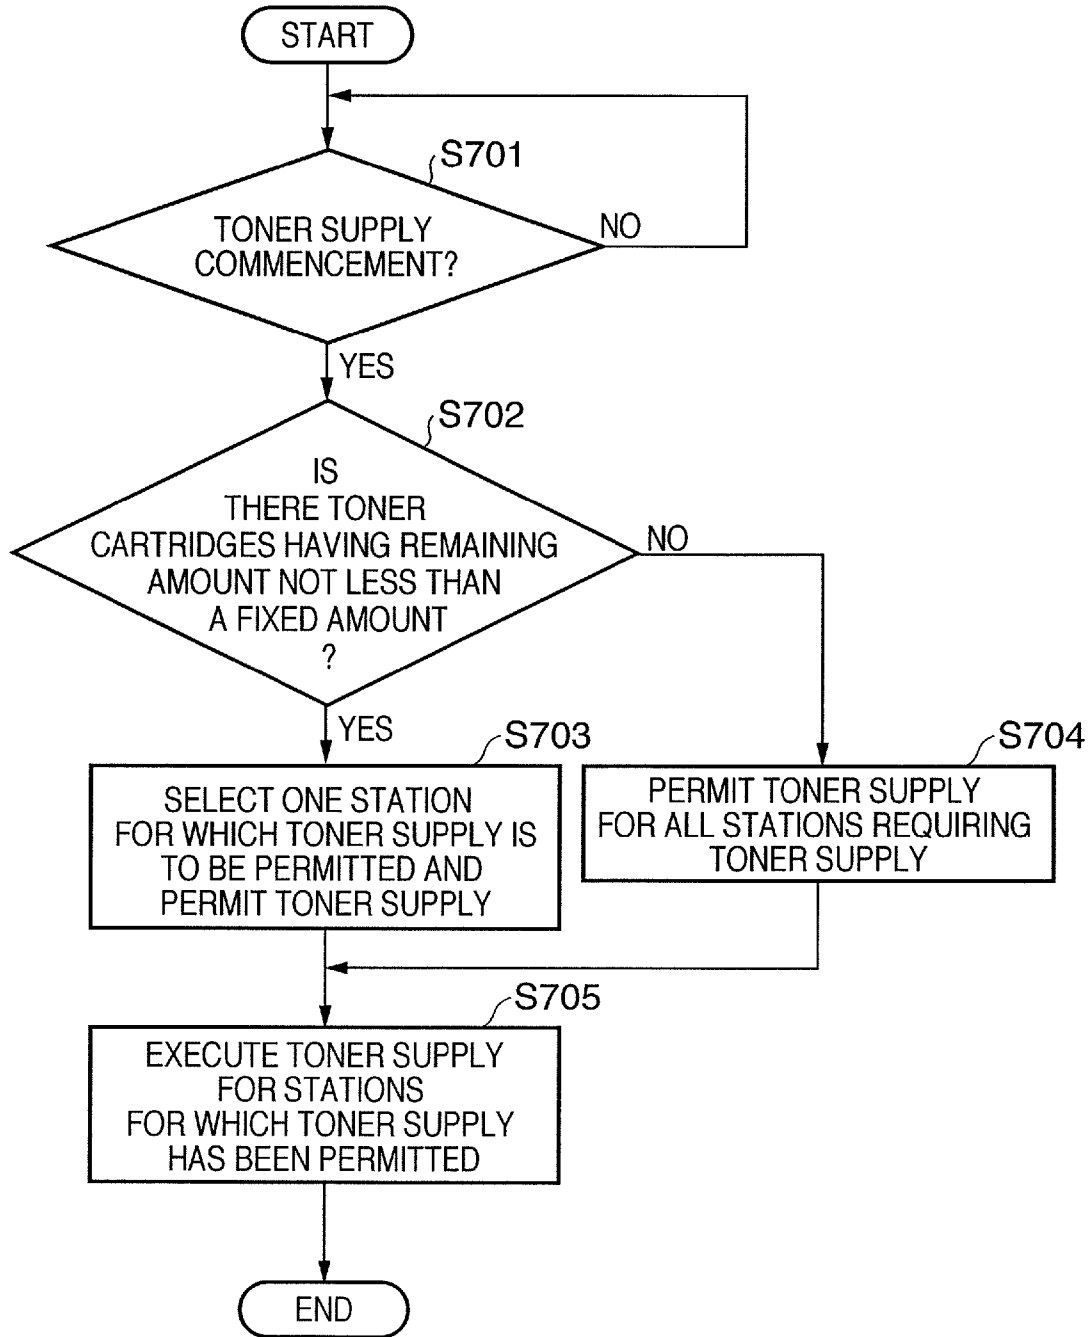 START
S701
TONER SUPPLY
COMMENCEMENT?
NO
YES
S702
IS
THERE TONER
CARTRIDGES HAVING REMAINING
AMOUNT NOT LESS THAN
A FIXED AMOUNT
?
NO
YES
S703
SELECT ONE STATION
FOR WHICH TONER SUPPLY IS
TO BE PERMITTED AND
PERMIT TONER SUPPLY
S704
PERMIT TONER SUPPLY
FOR ALL STATIONS REQUIRING
TONER SUPPLY
S705
EXECUTE TONER SUPPLY
FOR STATIONS
FOR WHICH TONER SUPPLY
HAS BEEN PERMITTED
END